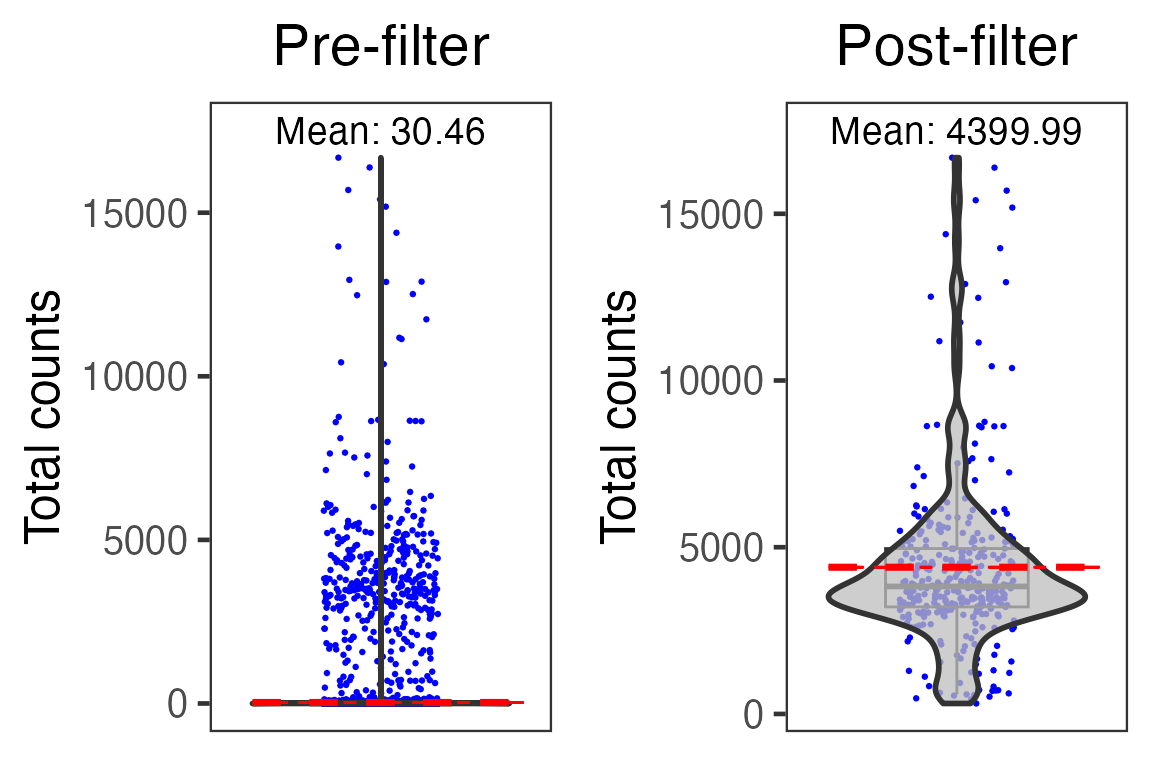 Pre-filter
Mean: 30.46
Total counts
15000
10000
5000
0
Post-filter
Mean: 4399.99
Total counts
15000
10000
5000
0